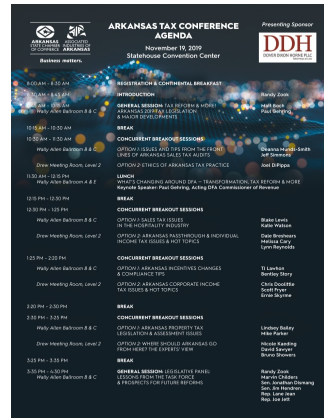 ARKANSAS TAX CONFERENCE
AGENDA
Presenting Sponsor
ARKANSAS
STATE CHAMBER
OF COMMERCE
ASSOCIATED
INDUSTRIES OF
ARKANSAS
Business matters.
November 19, 2019
Statehouse Convention Center
DDH
8:00 AM - 8:30 AM REGISTRATION & CONTINENTAL BREAKFAST
INTRODUCTION Randy Zook
GENERAL SESSION: TAX REFORM & MORE! Matt Boch
Wally Allen Ballroom B & C ARKANSAS 2019 TAX LEGISLATION Paul Gehring
& MAJOR DEVELOPMENTS
10:15 AM - 10:30 AM BREAK
10:30 AM - 11:30 AM CONCURRENT BREAKOUT SESSIONS
Wally Allen Ballroom B & C OPTION 1: ISSUES AND TIPS FROM THE FRONT Deanna Munds-Smith
LINES OF ARKANSAS SALES TAX AUDITS Jeff Simmons
Drew Meeting Room, Level 2 OPTION 2: ETHICS OF ARKANSAS TAX PRACTICE Joel DiPippa
11:30 AM - 12:15 PM LUNCH
Wally Allen Ballroom A & E WHAT'S CHANGING AROUND DFA – TRANSFORMATION, TAX REFORM & MORE
Keynote Speaker: Paul Gehring, Acting DFA Commissioner of Revenue
12:15 PM - 12:30 PM BREAK
12:30 PM - 1:25 PM CONCURRENT BREAKOUT SESSIONS
Wally Allen Ballroom B & C OPTION 1: SALES TAX ISSUES Blake Lewis
IN THE HOSPITALITY INDUSTRY Katie Watson
Drew Meeting Room, Level 2 OPTION 2: ARKANSAS PASSTHROUGH & INDIVIDUAL Dale Breshears
INCOME TAX ISSUES & HOT TOPICS Melissa Cary
Lynn Reynolds
1:25 PM - 2:20 PM CONCURRENT BREAKOUT SESSIONS
Wally Allen Ballroom B & C OPTION 1: ARKANSAS INCENTIVES CHANGES TJ Lawhon
& COMPLIANCE TIPS Bentley Story
Drew Meeting Room, Level 2 OPTION 2: ARKANSAS CORPORATE INCOME Chris Doolittle
TAX ISSUES & HOT TOPICS Scott Fryer
Ernie Skyrme
2:20 PM - 2:30 PM BREAK
2:30 PM - 3:25 PM CONCURRENT BREAKOUT SESSIONS
Wally Allen Ballroom B & C OPTION 1: ARKANSAS PROPERTY TAX Lindsey Bailey
LEGISLATION & ASSESSMENT ISSUES Mike Parker
Drew Meeting Room, Level 2 OPTION 2: WHERE SHOULD ARKANSAS GO Nicole Kaeding
FROM HERE? THE EXPERTS' VIEW David Sawyer
Bruno Showers
3:25 PM - 3:35 PM BREAK
3:35 PM - 4:30 PM GENERAL SESSION: LEGISLATIVE PANEL Randy Zook
Wally Allen Ballroom B & C LESSONS FROM THE TASK FORCE Marvin Childers
& PROSPECTS FOR FUTURE REFORMS Sen. Jonathan Dismang
Sen. Jim Hendren
Rep. Lane Jean
Rep. Joe Jett